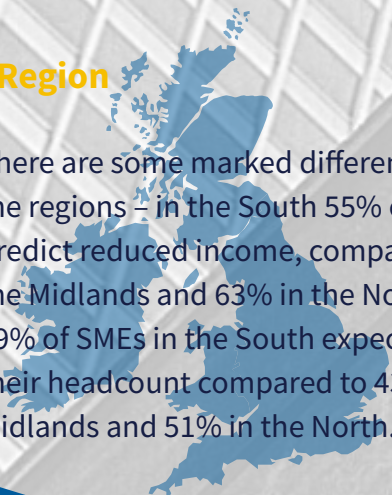 Region
here are some marked differen
he regions – in the South 55% o
redict reduced income, compa
he Midlands and 63% in the No
9% of SMEs in the South expec
heir headcount compared to 4
idlands and 51% in the North.